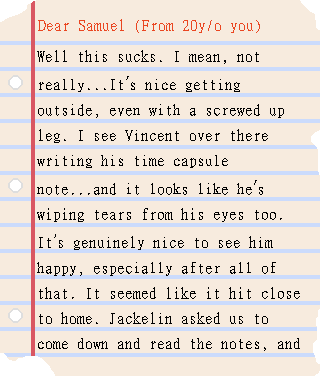 Dear Samuel (From 20y/o you)
Well this sucks. I mean, not
really...It's nice getting
outside, even with a screwed up
leg. I see Vincent over there
writing his time capsule
note...and it looks like he's
wiping tears from his eyes too.
It's genuinely nice to see him
happy, especially after all of
that. It seemed like it hit close
to home. Jackelin asked us to
come down and read the notes, and